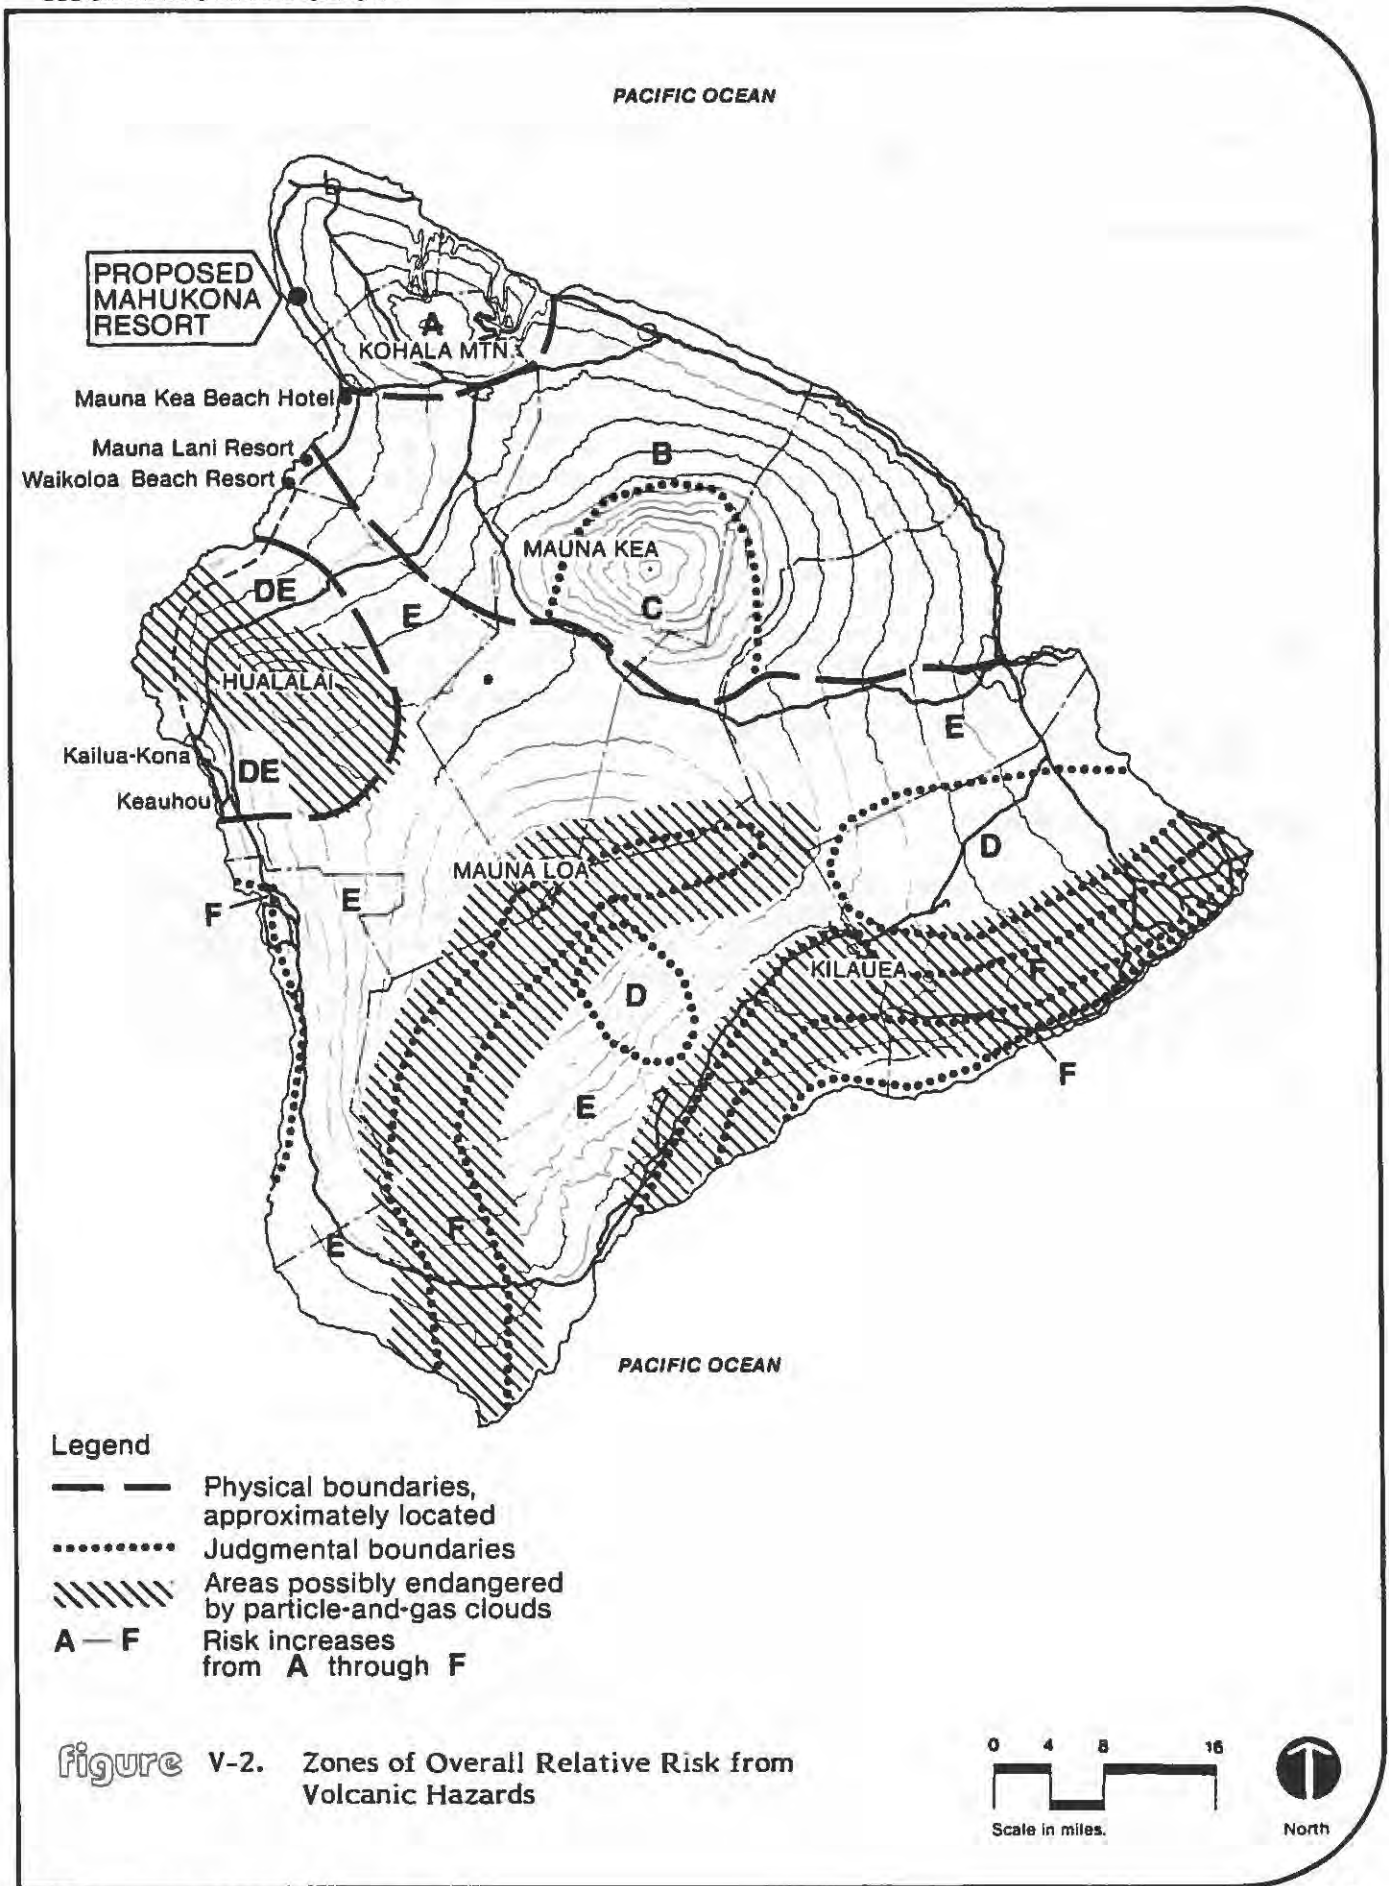 PACIFIC OCEAN
PROPOSED
MAHUKONA
RESORT
A
KOHALA MTN.
Mauna Kea Beach Hotel
Mauna Lani Resort
Waikoloa Beach Resort
B
MAUNA KEA
C
DE
E
HUALALAI
E
Kailua-Kona
DE
Keauhou
D
MAUNA LOA
E
F
KILAUEA
F
D
F
E
F
E
PACIFIC OCEAN
Legend
Physical boundaries,
approximately located
Judgmental boundaries
Areas possibly endangered
by particle-and-gas clouds
A — F Risk increases
from A through F
figure V-2. Zones of Overall Relative Risk from
Volcanic Hazards
0 4 8 16
Scale in miles.
North